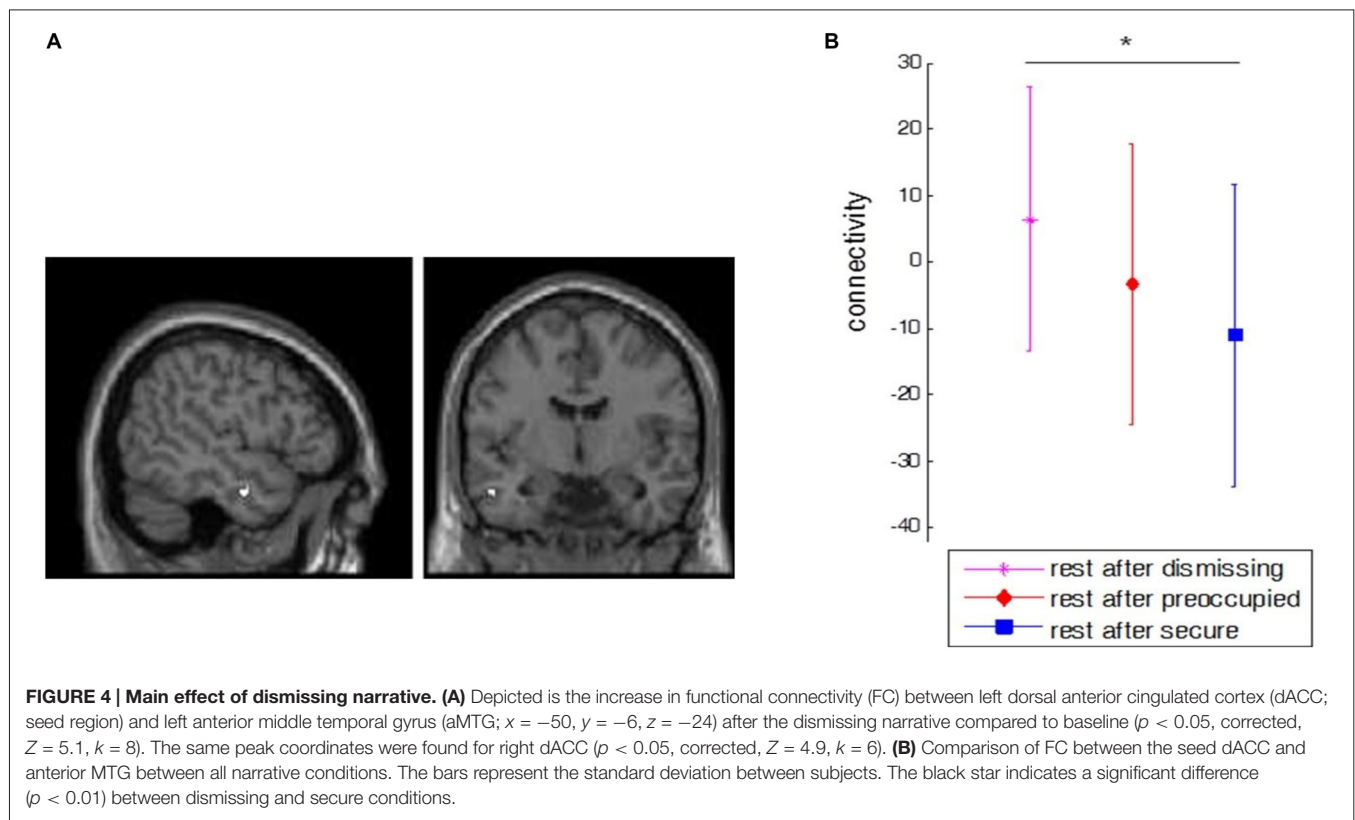 A
B
*
30
20
10
0
-10
-20
-30
-40
connectivity
rest after dismissing
rest after preoccupied
rest after secure
FIGURE 4 | Main effect of dismissing narrative. (A) Depicted is the increase in functional connectivity (FC) between left dorsal anterior cingulated cortex (dACC;
seed region) and left anterior middle temporal gyrus (aMTG; x = −50, y = −6, z = −24) after the dismissing narrative compared to baseline (p < 0.05, corrected,
Z = 5.1, k = 8). The same peak coordinates were found for right dACC (p < 0.05, corrected, Z = 4.9, k = 6). (B) Comparison of FC between the seed dACC and
anterior MTG between all narrative conditions. The bars represent the standard deviation between subjects. The black star indicates a significant difference
(p < 0.01) between dismissing and secure conditions.